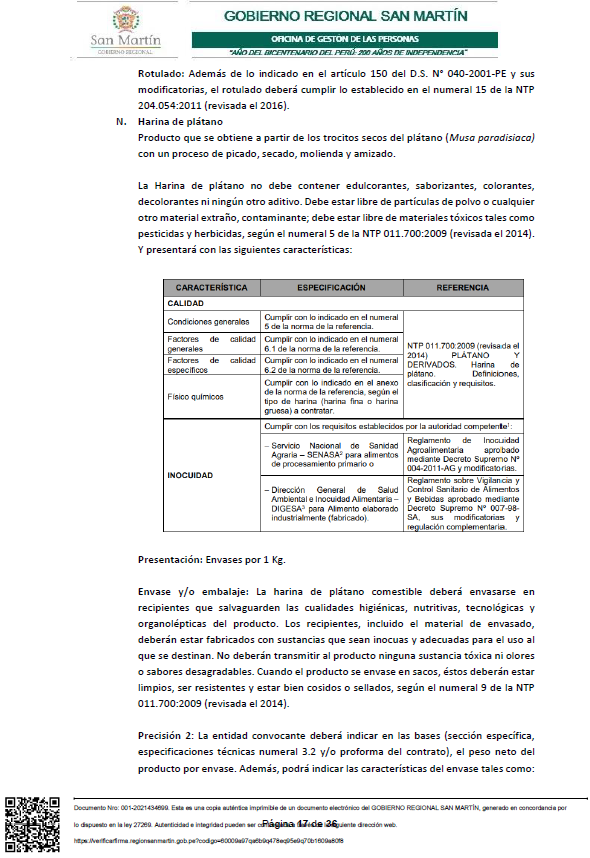 San Martín
GOBIERNO REGIONAL
GOBIERNO REGIONAL SAN MARTÍN
OFICINA DE GESTIÓN DE LAS PERSONAS
"AÑO DEL BICENTENARIO DEL PERÚ: 200 AÑOS DE INDEPENDENCIA"
Rotulado: Además de lo indicado en el artículo 150 del D.S. N° 040-2001-PE y sus
modificatorias, el rotulado deberá cumplir lo establecido en el numeral 15 de la NTP
204.054:2011 (revisada el 2016).
N. Harina de plátano
Producto que se obtiene a partir de los trocitos secos del plátano (Musa paradisiaca)
con un proceso de picado, secado, molienda y amizado.
La Harina de plátano no debe contener edulcorantes, saborizantes, colorantes,
decolorantes ni ningún otro aditivo. Debe estar libre de partículas de polvo o cualquier
otro material extraño, contaminante; debe estar libre de materiales tóxicos tales como
pesticidas y herbicidas, según el numeral 5 de la NTP 011.700:2009 (revisada el 2014).
Y presentará con las siguientes características:
CARACTERÍSTICA ESPECIFICACIÓN REFERENCIA
CALIDAD
Condiciones generales
Cumplir con lo indicado en el numeral
5 de la norma de la referencia.
Factores de calidad
generales
Cumplir con lo indicado en el numeral
6.1 de la norma de la referencia.
Factores de calidad
específicos
Cumplir con lo indicado en el numeral
6.2 de la norma de la referencia.
Físico químicos
Cumplir con lo indicado en el anexo
de la norma de la referencia, según el
tipo de harina (harina fina o harina
gruesa) a contratar.
NTP 011.700:2009 (revisada el
2014) PLÁTANO Y
DERIVADOS. Harina de
plátano. Definiciones,
clasificación y requisitos.
INOCUIDAD
Cumplir con los requisitos establecidos por la autoridad competente¹:
– Servicio Nacional de Sanidad
Agraria – SENASA² para alimentos
de procesamiento primario o
Reglamento de Inocuidad
Agroalimentaria aprobado
mediante Decreto Supremo Nº
004-2011-AG y modificatorias.
– Dirección General de Salud
Ambiental e Inocuidad Alimentaria –
DIGESA³ para Alimento elaborado
industrialmente (fabricado).
Reglamento sobre Vigilancia y
Control Sanitario de Alimentos
y Bebidas aprobado mediante
Decreto Supremo Nº 007-98-
SA, sus modificatorias y
regulación complementaria.
Presentación: Envases por 1 Kg.
Envase y/o embalaje: La harina de plátano comestible deberá envasarse en
recipientes que salvaguarden las cualidades higiénicas, nutritivas, tecnológicas y
organolépticos del producto. Los recipientes, incluido el material de envasado,
deberán estar fabricados con sustancias que sean inocuas y adecuadas para el uso al
que se destinan. No deberán transmitir al producto ninguna sustancia tóxica ni olores
o sabores desagradables. Cuando el producto se envase en sacos, éstos deberán estar
limpios, ser resistentes y estar bien cosidos o sellados, según el numeral 9 de la NTP
011.700:2009 (revisada el 2014).
Precisión 2: La entidad convocante deberá indicar en las bases (sección específica,
especificaciones técnicas numeral 3.2 y/o proforma del contrato), el peso neto del
producto por envase. Además, podrá indicar las características del envase tales como:
Documento Nro: 001-2021434699. Esta es una copia auténtica imprimible de un documento electrónico del GOBIERNO REGIONAL SAN MARTÍN, generado en concordancia por
lo dispuesto en la ley 27269. Autenticidad e integridad pueden ser siguiente dirección web.
Página 17 de 36